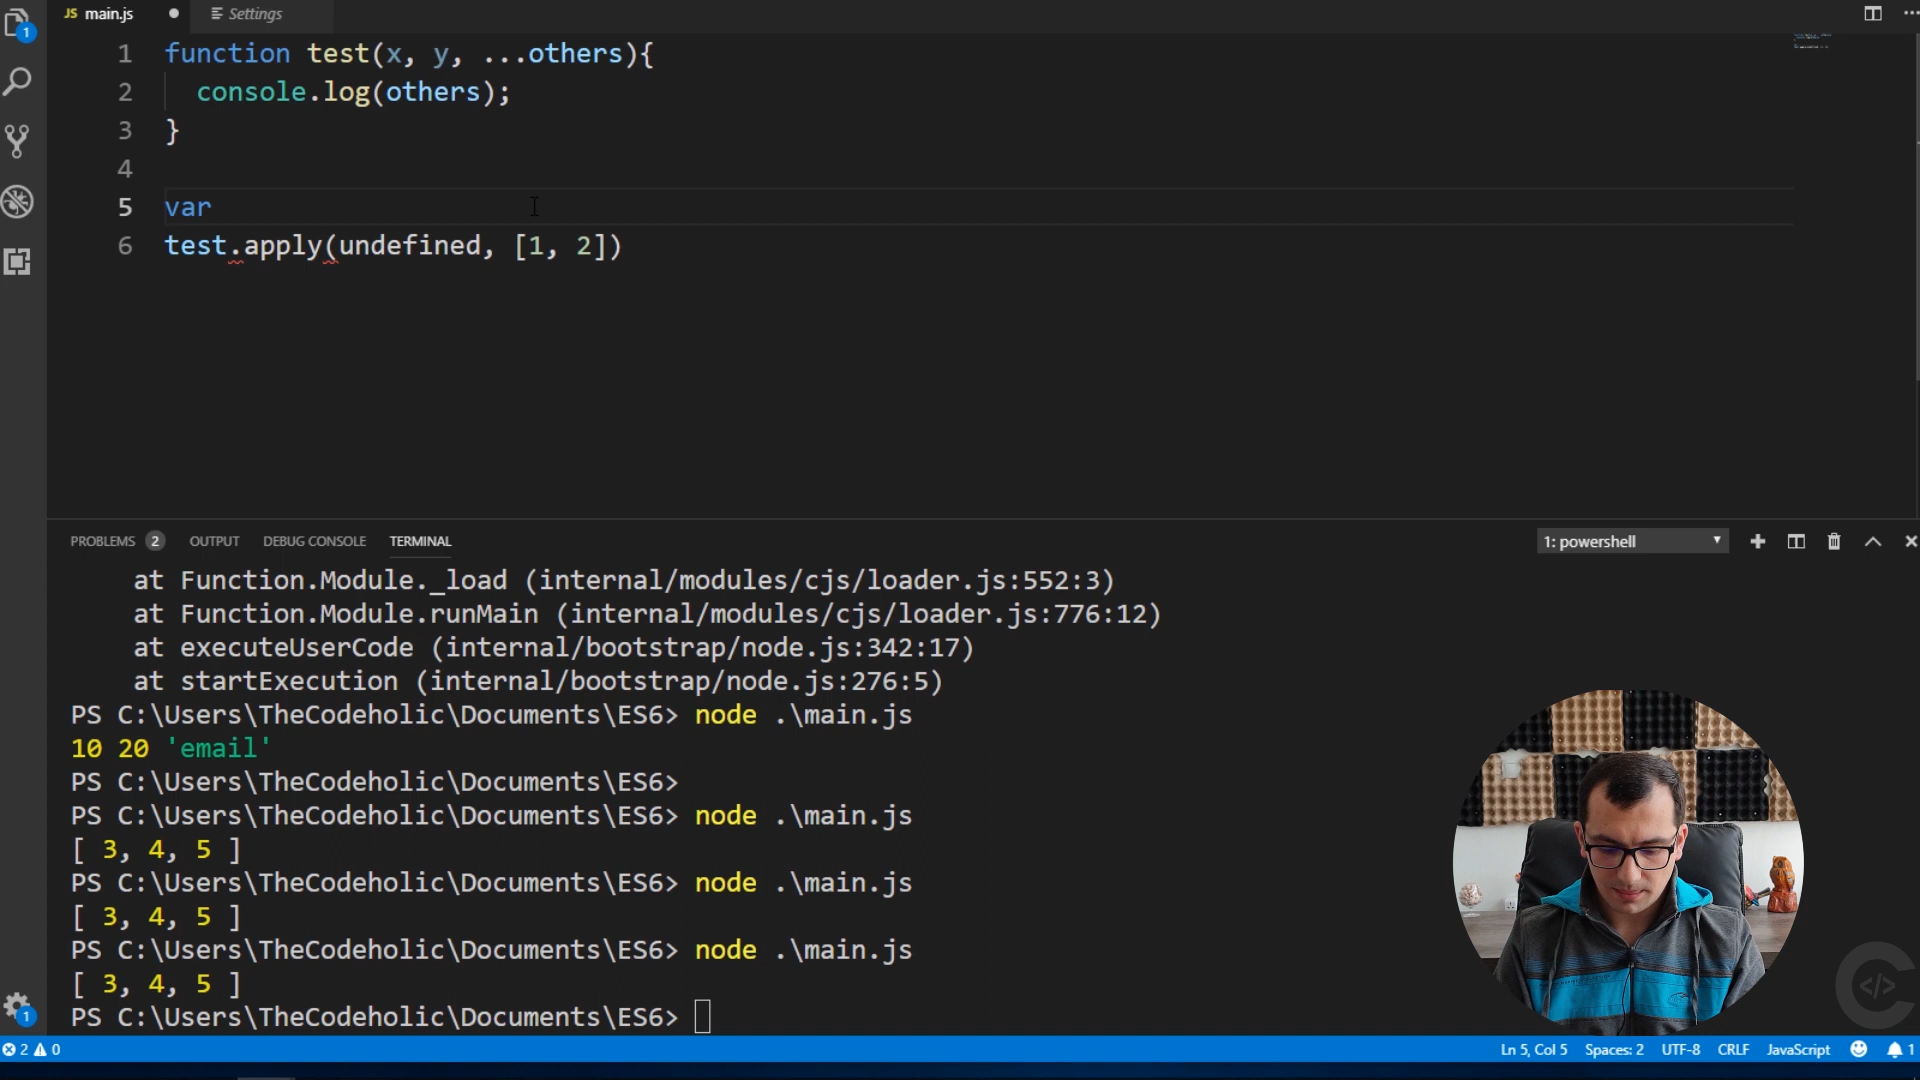 JS main.js ● Settings
1 function test(x, y, ...others){
2 console.log(others);
3 }
4
5 var
6 test.apply(undefined, [1, 2])
PROBLEMS 2 OUTPUT DEBUG CONSOLE TERMINAL 1: powershell
at Function.Module._load (internal/modules/cjs/loader.js:552:3)
at Function.Module.runMain (internal/modules/cjs/loader.js:776:12)
at executeUserCode (internal/bootstrap/node.js:342:17)
at startExecution (internal/bootstrap/node.js:276:5)
PS C:\Users\TheCodeholic\Documents\ES6> node .\main.js
10 20 'email'
PS C:\Users\TheCodeholic\Documents\ES6>
PS C:\Users\TheCodeholic\Documents\ES6> node .\main.js
[ 3, 4, 5 ]
PS C:\Users\TheCodeholic\Documents\ES6> node .\main.js
[ 3, 4, 5 ]
PS C:\Users\TheCodeholic\Documents\ES6> node .\main.js
[ 3, 4, 5 ]
PS C:\Users\TheCodeholic\Documents\ES6>
1
1
</>
2 0 Ln 5, Col 5 Spaces: 2 UTF-8 CRLF JavaScript 1